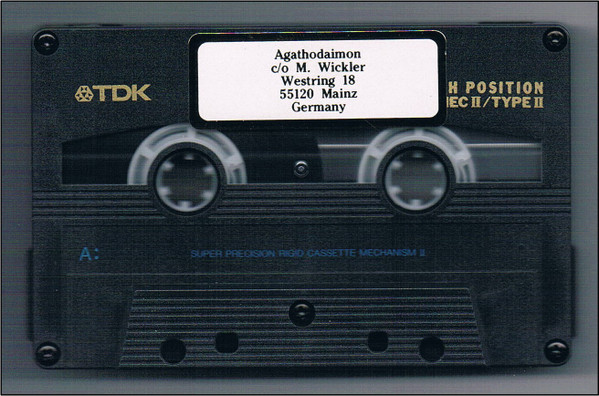 Agathodaimon
c/o M. Wickler
Westring 18
55120 Mainz
Germany
TDK
H POSITION
IEC II / TYPE II
A:
SUPER PRECISION RIGID CASSETTE MECHANISM II